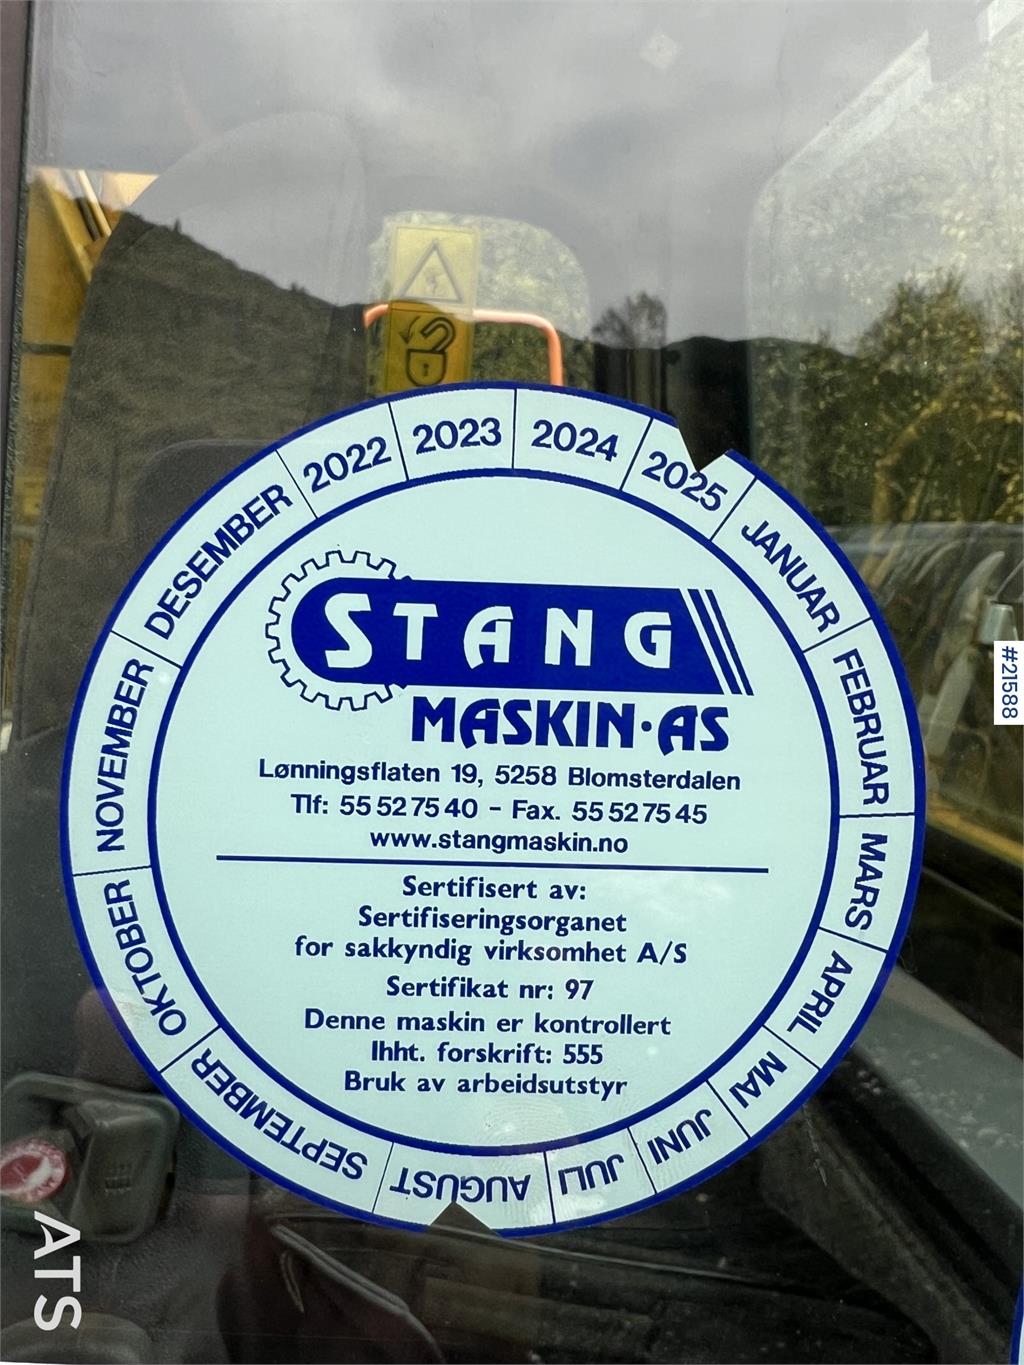 2022
2023
2024
2025
JANUAR
FEBRUAR
MARS
APRIL
MAI
JUNI
JULI
AUGUST
SEPTEMBER
OKTOBER
NOVEMBER
DESEMBER
STANG
MASKIN·AS
Lønningsflaten 19, 5258 Blomsterdalen
Tlf: 55 52 75 40 - Fax. 55 52 75 45
www.stangmaskin.no
Sertifisert av:
Sertifiseringsorganet
for sakkyndig virksomhet A/S
Sertifikat nr: 97
Denne maskin er kontrollert
Ihht. forskrift: 555
Bruk av arbeidsutstyr
#21588
ATS